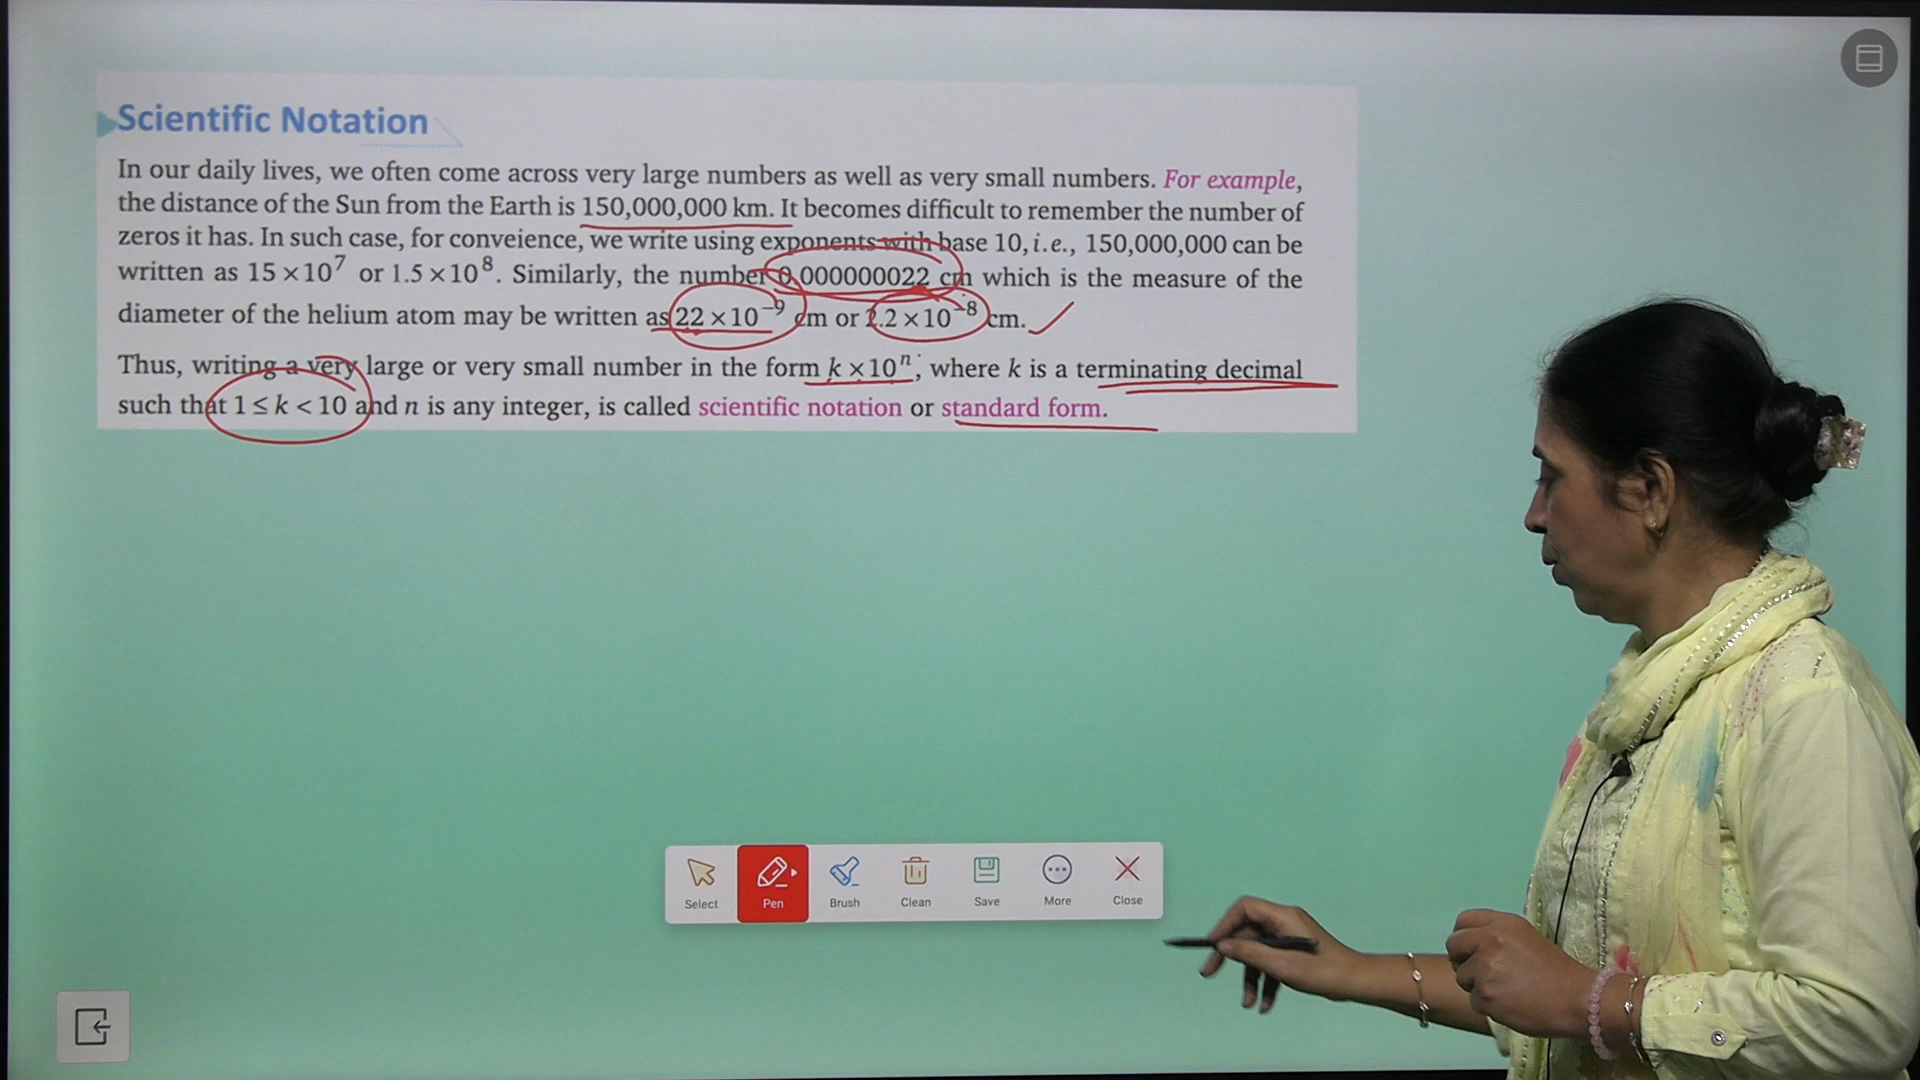 Scientific Notation
In our daily lives, we often come across very large numbers as well as very small numbers. For example,
the distance of the Sun from the Earth is 150,000,000 km. It becomes difficult to remember the number of
zeros it has. In such case, for conveience, we write using exponents with base 10, i.e., 150,000,000 can be
written as 15 × 10⁷ or 1.5 × 10⁸. Similarly, the number 0.000000022 cm which is the measure of the
diameter of the helium atom may be written as 22 × 10⁻⁹ cm or 2.2 × 10⁻⁸ cm.
Thus, writing a very large or very small number in the form k × 10ⁿ, where k is a terminating decimal
such that 1 ≤ k < 10 and n is any integer, is called scientific notation or standard form.
Select Pen Brush Clean Save More Close